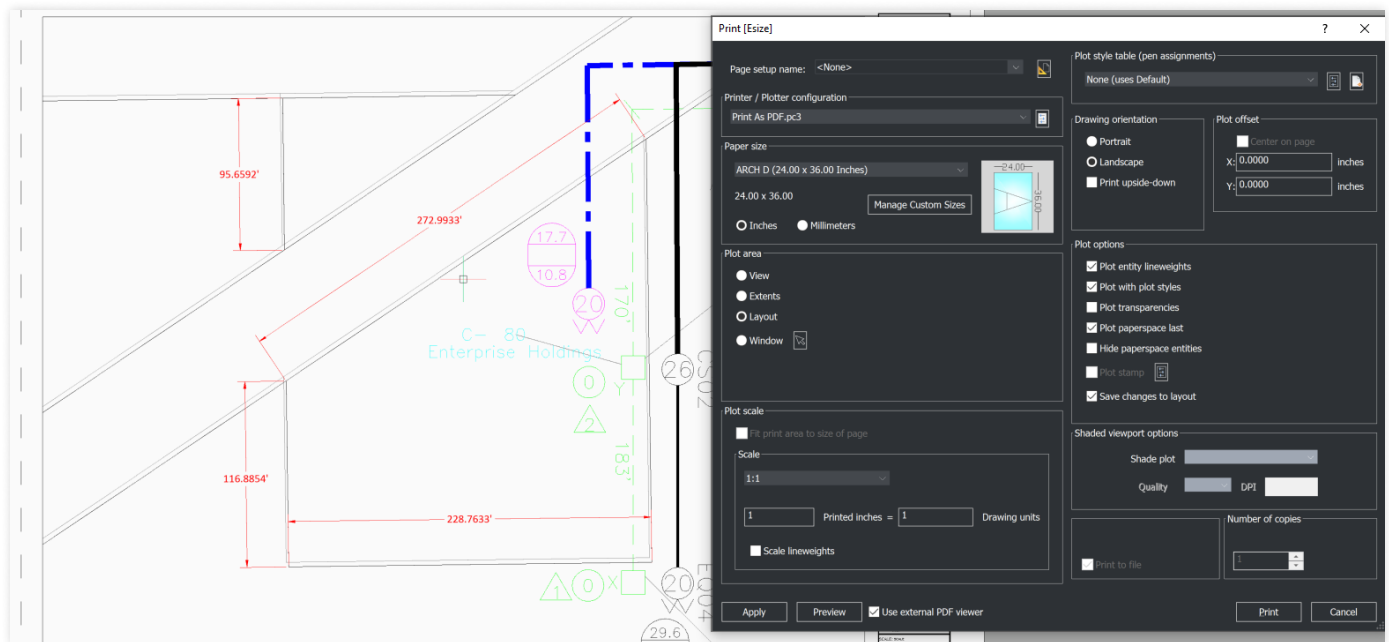 95.6592'
272.9933'
17.7
10.8
20
170'
C- 80
Enterprise Holdings
26
CS02
0
Y
2
183'
116.8854'
228.7633'
1
0
X
20
EQ04
29.6
Print [Esize]
?
Page setup name:
<None>
Printer / Plotter configuration
Print As PDF.pc3
Paper size
ARCH D (24.00 x 36.00 Inches)
24.00 x 36.00
Manage Custom Sizes
24.00
36.00
Inches
Millimeters
Plot area
View
Extents
Layout
Window
Plot scale
Fit print area to size of page
Scale
1:1
1
Printed inches =
1
Drawing units
Scale lineweights
Plot style table (pen assignments)
None (uses Default)
Drawing orientation
Portrait
Landscape
Print upside-down
Plot offset
Center on page
X:
0.0000
inches
Y:
0.0000
inches
Plot options
Plot entity lineweights
Plot with plot styles
Plot transparencies
Plot paperspace last
Hide paperspace entities
Plot stamp
Save changes to layout
Shaded viewport options
Shade plot
Quality
DPI
Print to file
Number of copies
1
Apply
Preview
Use external PDF viewer
Print
Cancel